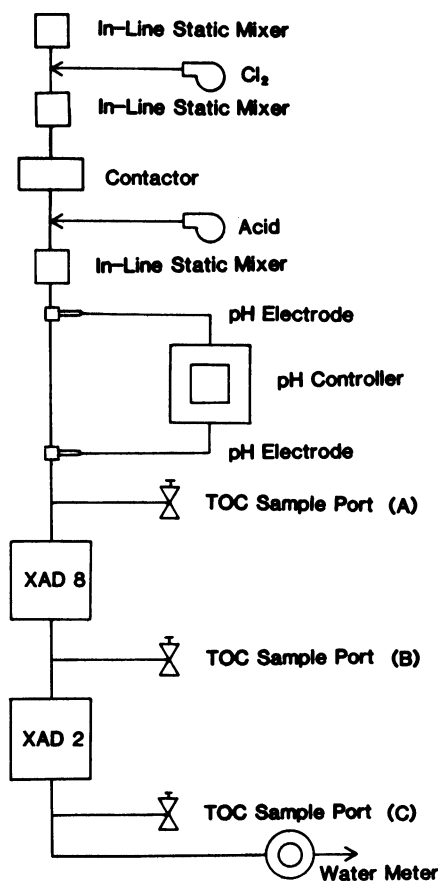 In-Line Static Mixer
Cl₂
In-Line Static Mixer
Contactor
Acid
In-Line Static Mixer
pH Electrode
pH Controller
pH Electrode
TOC Sample Port (A)
XAD 8
TOC Sample Port (B)
XAD 2
TOC Sample Port (C)
Water Meter